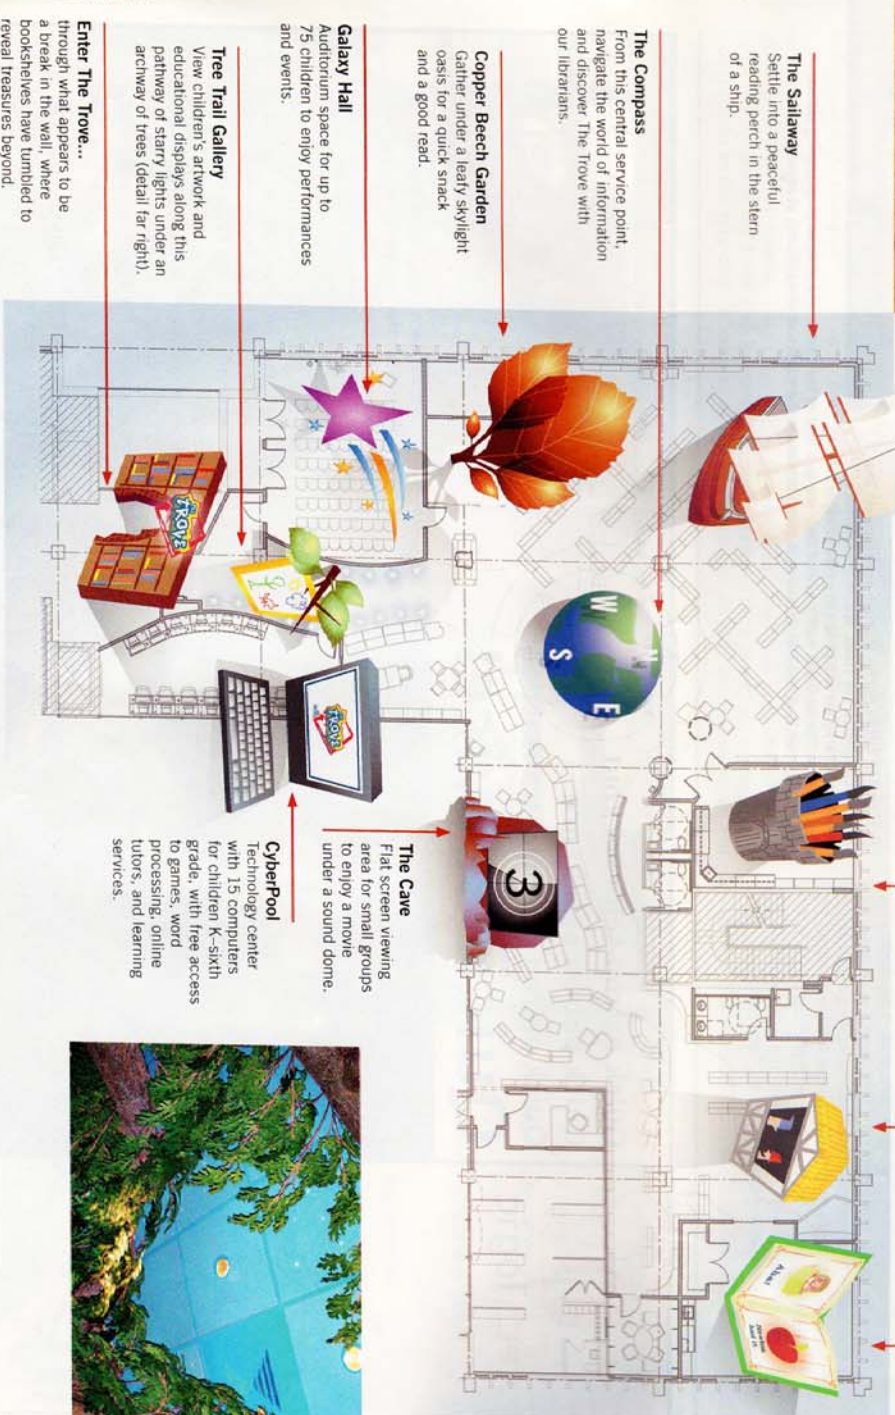 The Sailaway
Settle into a peaceful
reading perch in the stern
of a ship.
The Compass
From this central service point,
navigate the world of information
and discover The Trove with
our librarians.
Copper Beech Garden
Gather under a leafy skylight
oasis for a quick snack
and a good read.
Galaxy Hall
Auditorium space for up to
75 children to enjoy performances
and events.
Tree Trail Gallery
View children's artwork and
educational displays along this
pathway of starry lights under an
archway of trees (detail far right).
Enter The Trove...
through what appears to be
a break in the wall, where
bookshelves have tumbled to
reveal treasures beyond.
The Cave
Flat screen viewing
area for small groups
to enjoy a movie
under a sound dome.
CyberPool
Technology center
with 15 computers
for children K–sixth
grade, with free access
to games, word
processing, online
tutors, and learning
services.
N
W
E
S
3
THE TROVE
THE TROVE